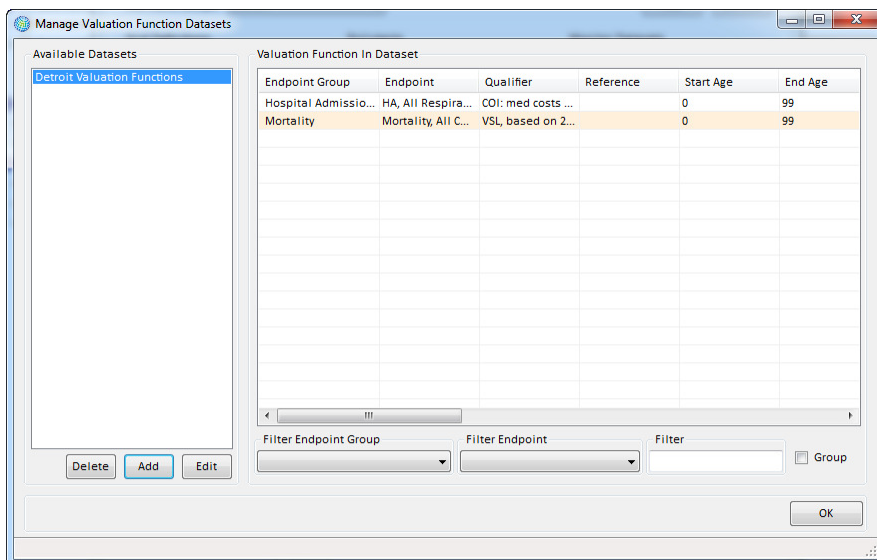 Manage Valuation Function Datasets
Available Datasets
Detroit Valuation Functions
Delete Add Edit
Valuation Function In Dataset
Endpoint Group Endpoint Qualifier Reference Start Age End Age
Hospital Admissio... HA, All Respira... COI: med costs ... 0 99
Mortality Mortality, All C... VSL, based on 2... 0 99
Filter Endpoint Group Filter Endpoint Filter
Group
OK